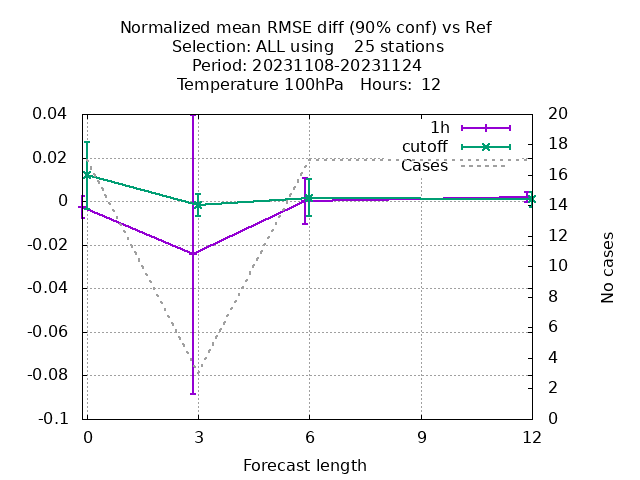 Normalized mean RMSE diff (90% conf) vs Ref
Selection: ALL using    25 stations
Period: 20231108-20231124
Temperature 100hPa   Hours:  12
0.04
0.02
0
-0.02
-0.04
-0.06
-0.08
-0.1
1h
cutoff
Cases
20
18
16
14
12
10
8
6
4
2
0
No cases
0 3 6 9 12
Forecast length